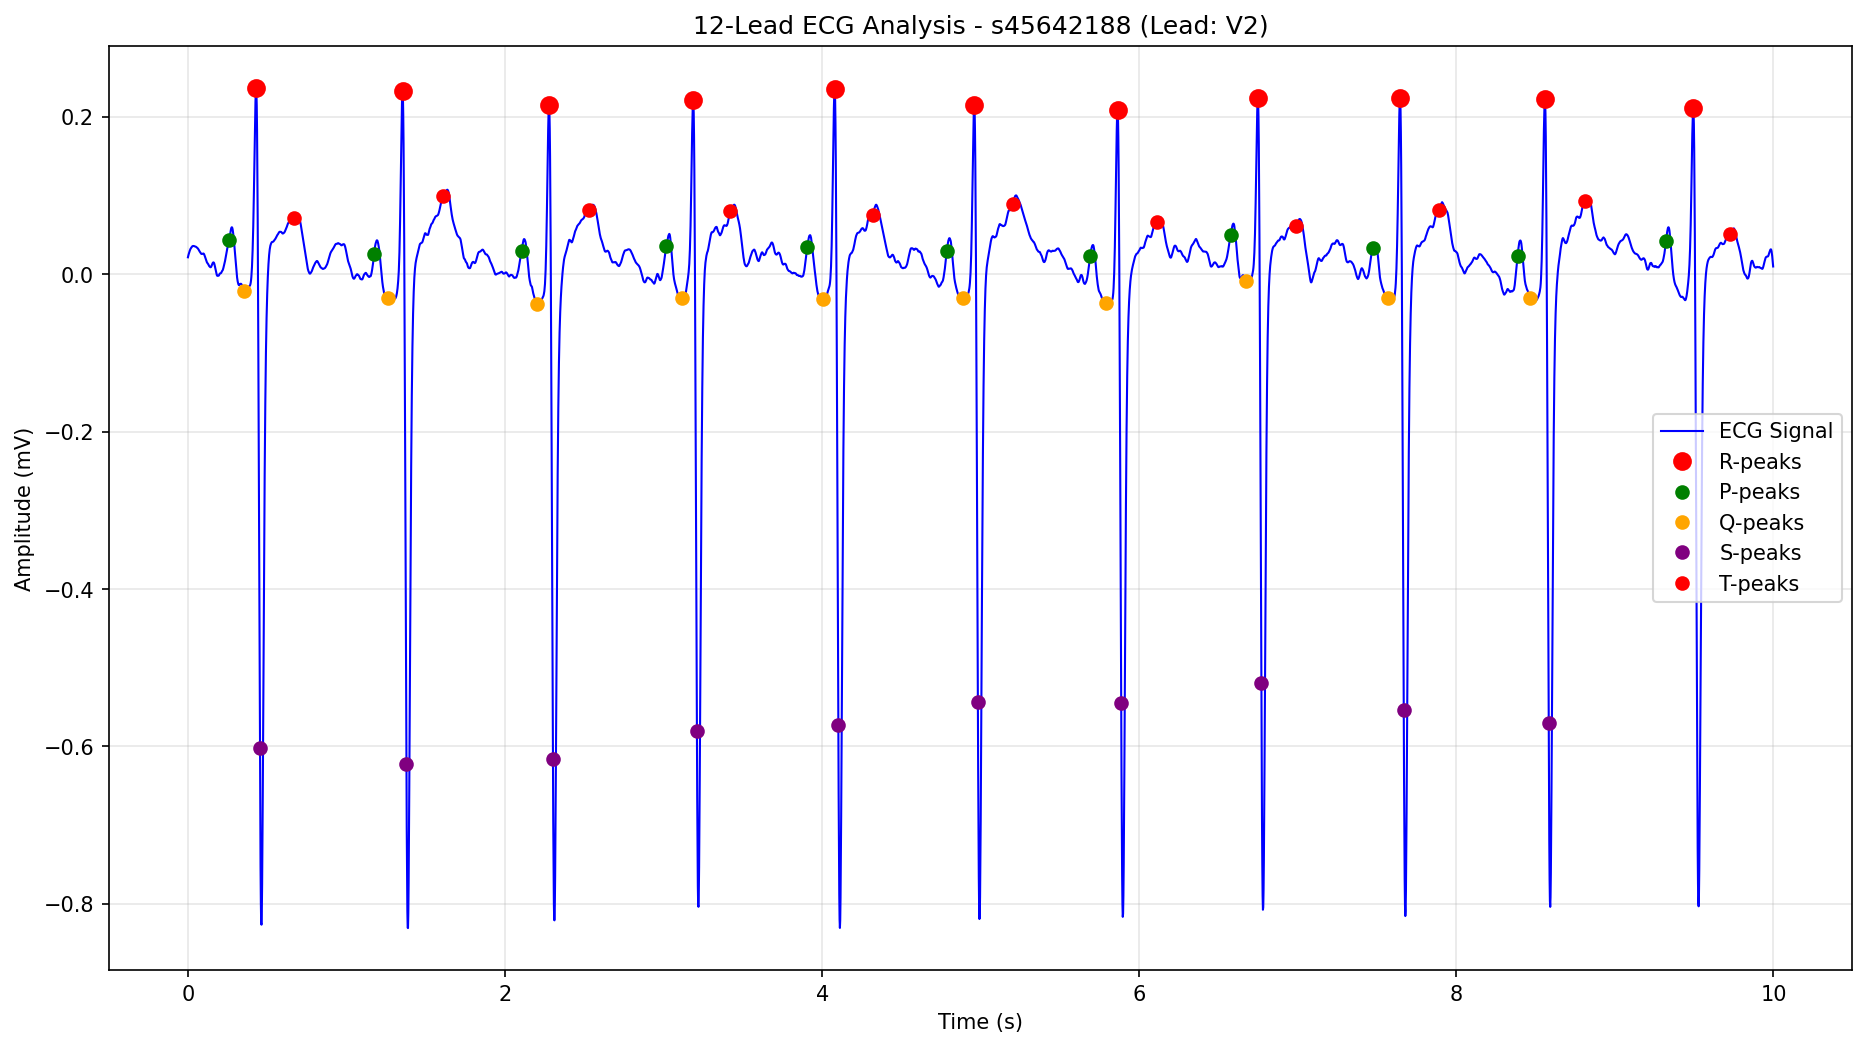 12-Lead ECG Analysis - s45642188 (Lead: V2)
0.2
0.0
−0.2
−0.4
−0.6
−0.8
Amplitude (mV)
ECG Signal
R-peaks
P-peaks
Q-peaks
S-peaks
T-peaks
0 2 4 6 8 10
Time (s)